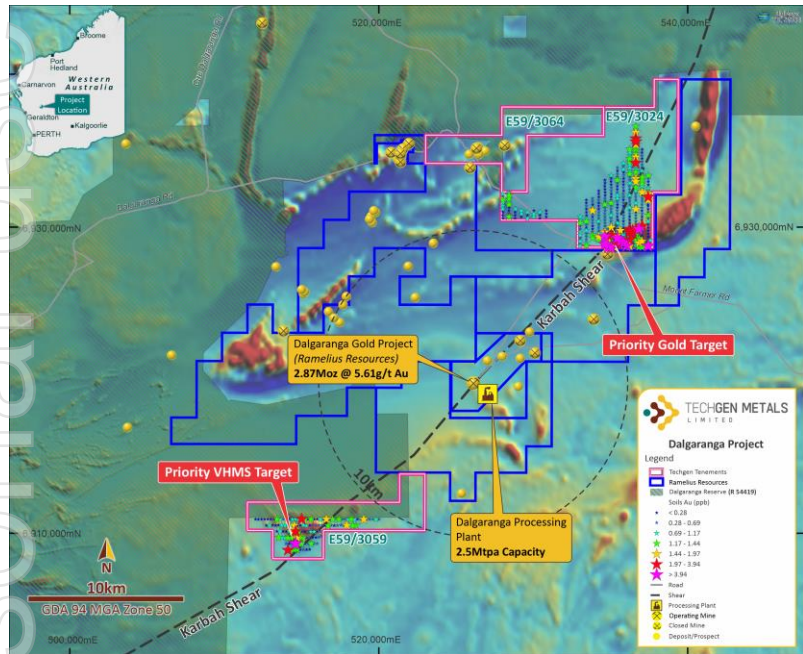 520,000mE
540,000mE
Broome
Port
Hedland
Western
Australia
Carnarvon
Project
Location
Geraldton
Kalgoorlie
PERTH
E59/3064
E59/3024
Dalgaranga Rd
6,930,000mN
6,930,000mN
Karbah Shear
Mount Farmer Rd
Priority Gold Target
Dalgaranga Gold Project
(Ramelius Resources)
2.87Moz @ 5.61g/t Au
Priority VHMS Target
10km
E59/3059
Dalgaranga Processing
Plant
2.5Mtpa Capacity
6,910,000mN
N
10km
GDA 94 MGA Zone 50
Karbah Shear
500,000mE
520,000mE
TECHGEN METALS
LIMITED
Dalgaranga Project
Legend
Techgen Tenements
Ramelius Resources
Dalgaranga Reserve (R 54419)
Soils Au (ppb)
< 0.28
0.28 - 0.69
0.69 - 1.17
1.17 - 1.44
1.44 - 1.97
1.97 - 3.94
> 3.94
Road
Shear
Processing Plant
Operating Mine
Closed Mine
Deposit/Prospect